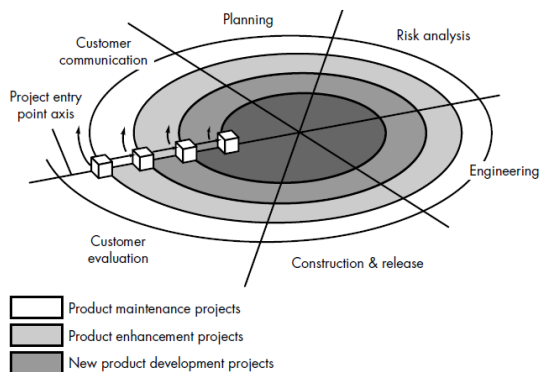 Planning
Customer
communication
Risk analysis
Project entry
point axis
Engineering
Customer
evaluation
Construction & release
Product maintenance projects
Product enhancement projects
New product development projects